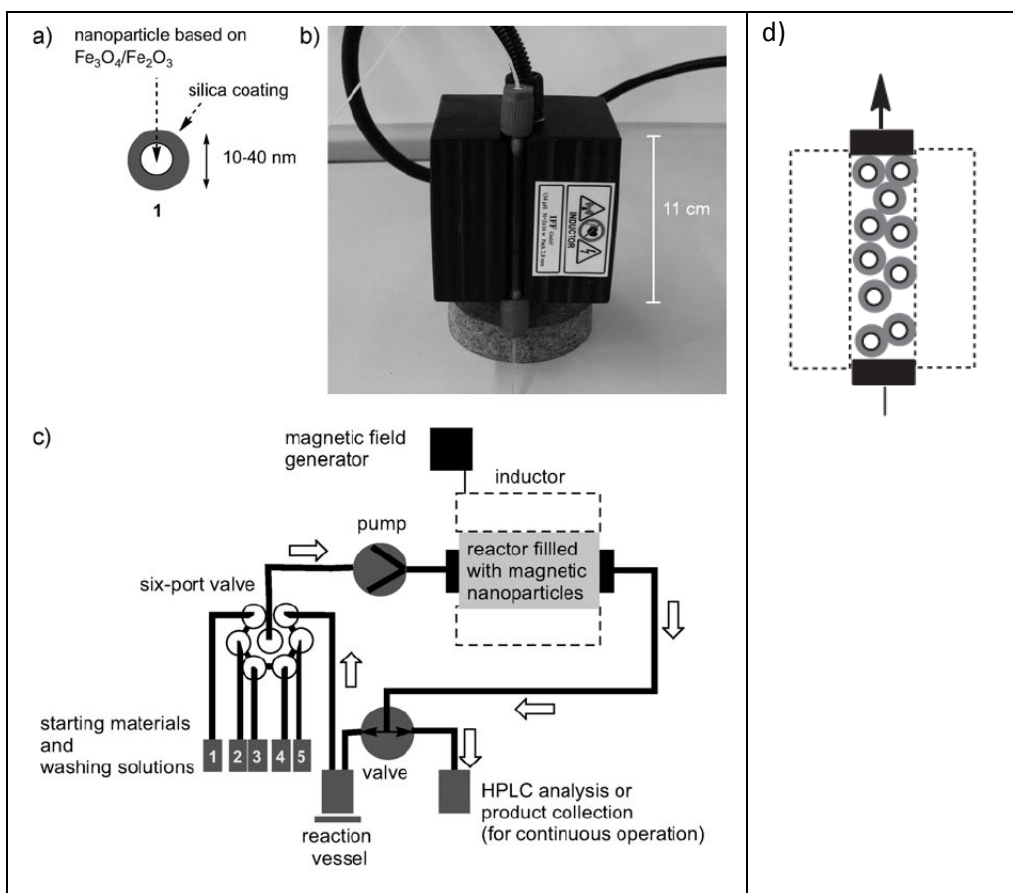 a)
nanoparticle based on
Fe₃O₄/Fe₂O₃
silica coating
10-40 nm
1
b)
INDUCTOR
IFF GmbH
11 cm
c)
magnetic field
generator
inductor
pump
reactor fillled
with magnetic
nanoparticles
six-port valve
starting materials
and
washing solutions
1 2 3 4 5
valve
reaction
vessel
HPLC analysis or
product collection
(for continuous operation)
d)